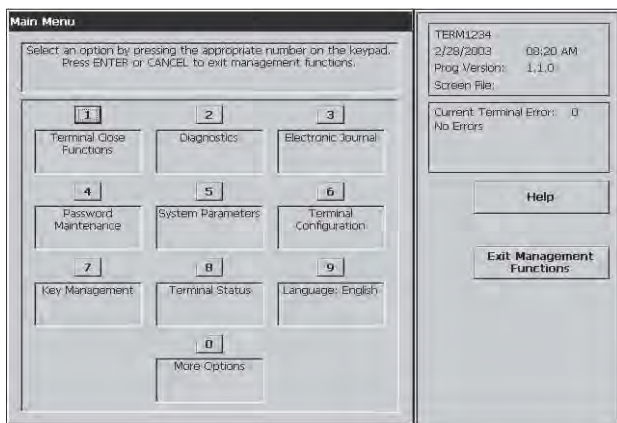 Main Menu
Select an option by pressing the appropriate number on the keypad.
Press ENTER or CANCEL to exit management functions.
1
2
3
Terminal Close
Functions
Diagnostics
Electronic Journal
4
5
6
Password
Maintenance
System Parameters
Terminal
Configuration
7
8
9
Key Management
Terminal Status
Language: English
0
More Options
TERM1234
2/28/2003 08:20 AM
Prog Version: 1.1.0
Screen File:
Current Terminal Error: 0
No Errors
Help
Exit Management
Functions